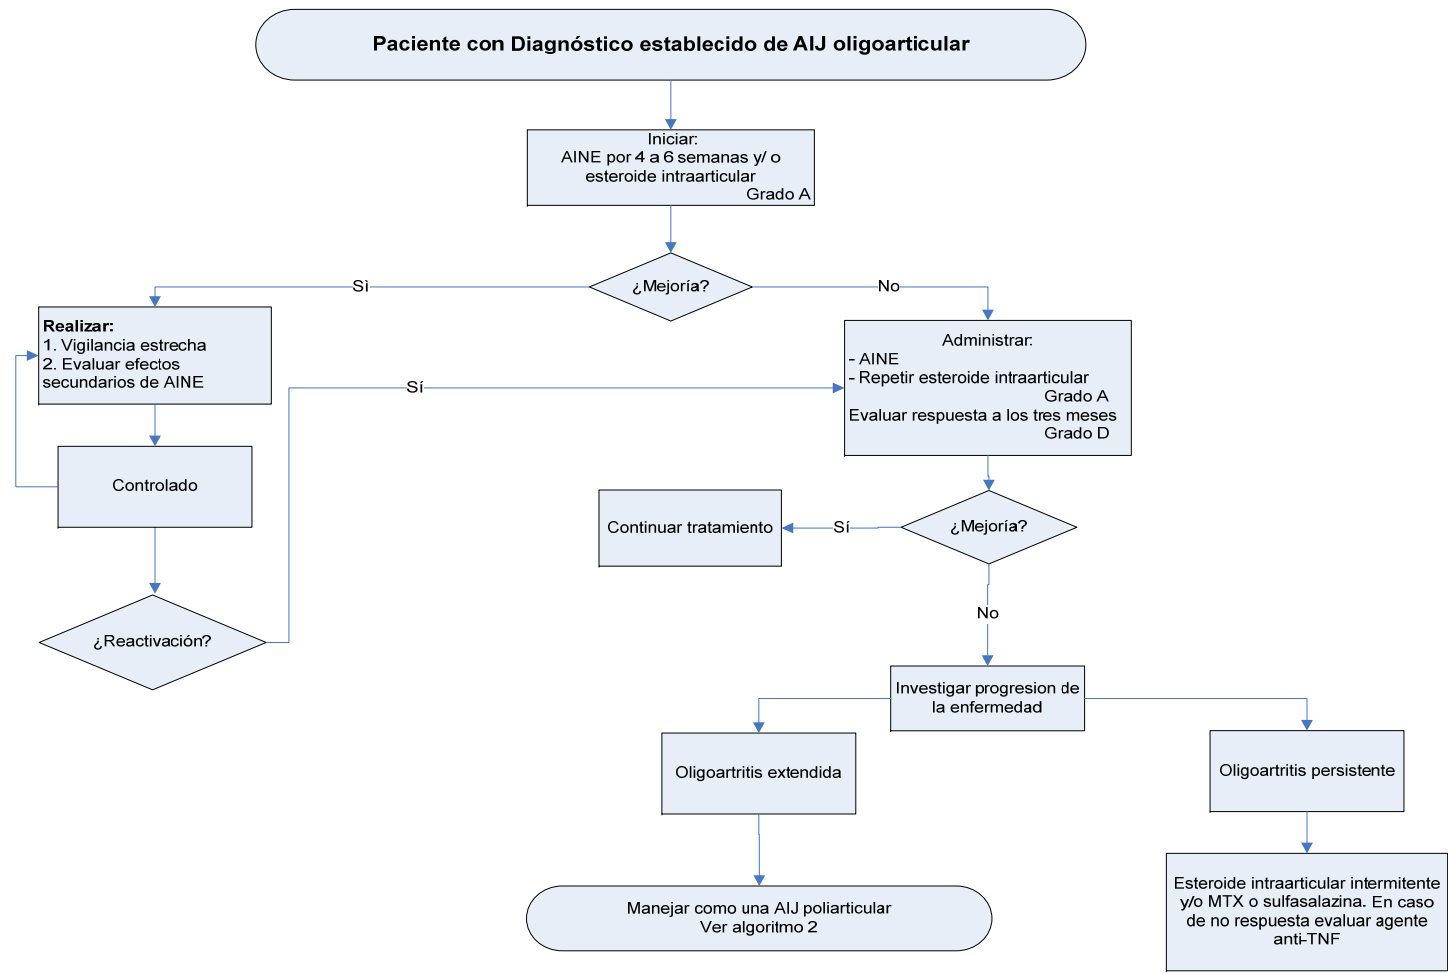 Paciente con Diagnóstico establecido de AIJ oligoarticular
Iniciar:
AINE por 4 a 6 semanas y/ o
esteroide intraarticular
Grado A
¿Mejoría?
Sì
No
Realizar:
1. Vigilancia estrecha
2. Evaluar efectos
secundarios de AINE
Administrar:
- AINE
- Repetir esteroide intraarticular
Grado A
Evaluar respuesta a los tres meses
Grado D
Sí
Controlado
Continuar tratamiento
Sí
¿Mejoría?
No
¿Reactivación?
Investigar progresion de
la enfermedad
Oligoartritis extendida
Oligoartritis persistente
Manejar como una AIJ poliarticular
Ver algoritmo 2
Esteroide intraarticular intermitente
y/o MTX o sulfasalazina. En caso
de no respuesta evaluar agente
anti-TNF